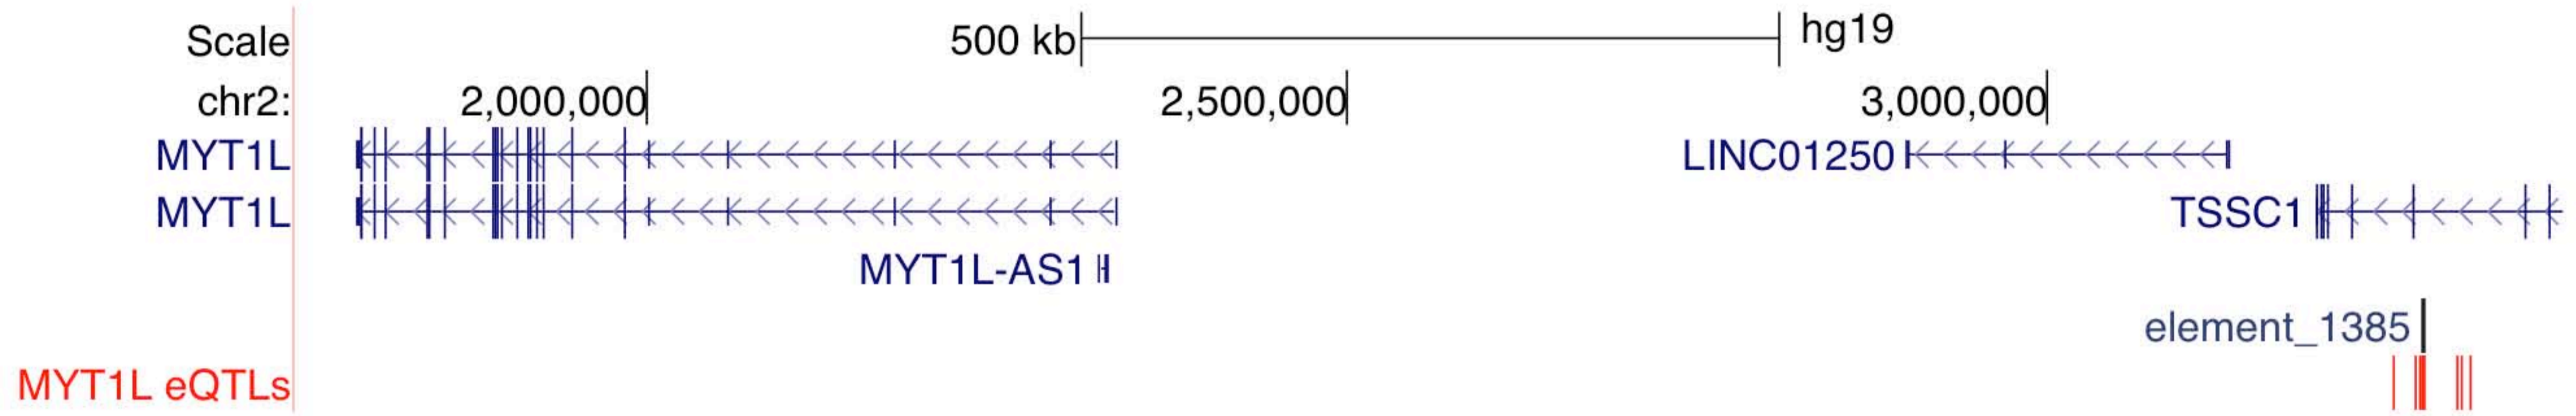 Scale 500 kb hg19
chr2: 2,000,000 2,500,000 3,000,000
MYT1L LINC01250
MYT1L TSSC1
MYT1L-AS1
element_1385
MYT1L eQTLs